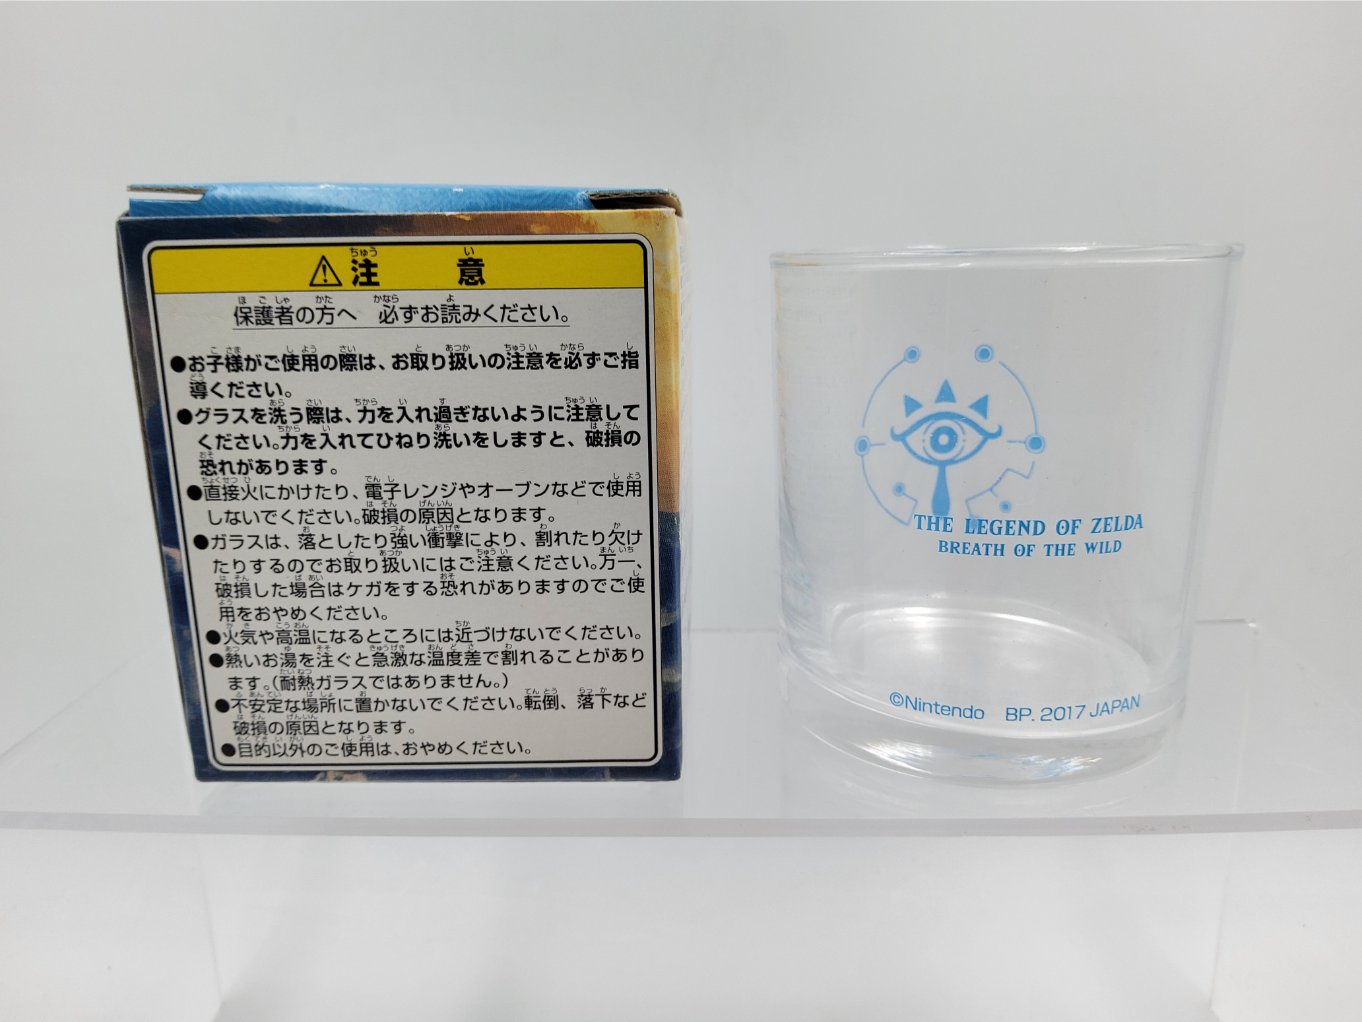 ⚠注意
保護者の方へ 必ずお読みください。
●お子様がご使用の際は、お取り扱いの注意を必ずご指
導ください。
●グラスを洗う際は、力を入れ過ぎないように注意して
ください。力を入れてひねり洗いをしますと、破損の
恐れがあります。
●直接火にかけたり、電子レンジやオーブンなどで使用
しないでください。破損の原因となります。
●ガラスは、落としたり強い衝撃により、割れたり欠け
たりするのでお取り扱いにはご注意ください。万一、
破損した場合はケガをする恐れがありますのでご使
用をおやめください。
●火気や高温になるところには近づけないでください。
●熱いお湯を注ぐと急激な温度差で割れることがあり
ます。(耐熱ガラスではありません。)
●不安定な場所に置かないでください。転倒、落下など
破損の原因となります。
●目的以外のご使用は、おやめください。
THE LEGEND OF ZELDA
BREATH OF THE WILD
©Nintendo BP. 2017 JAPAN